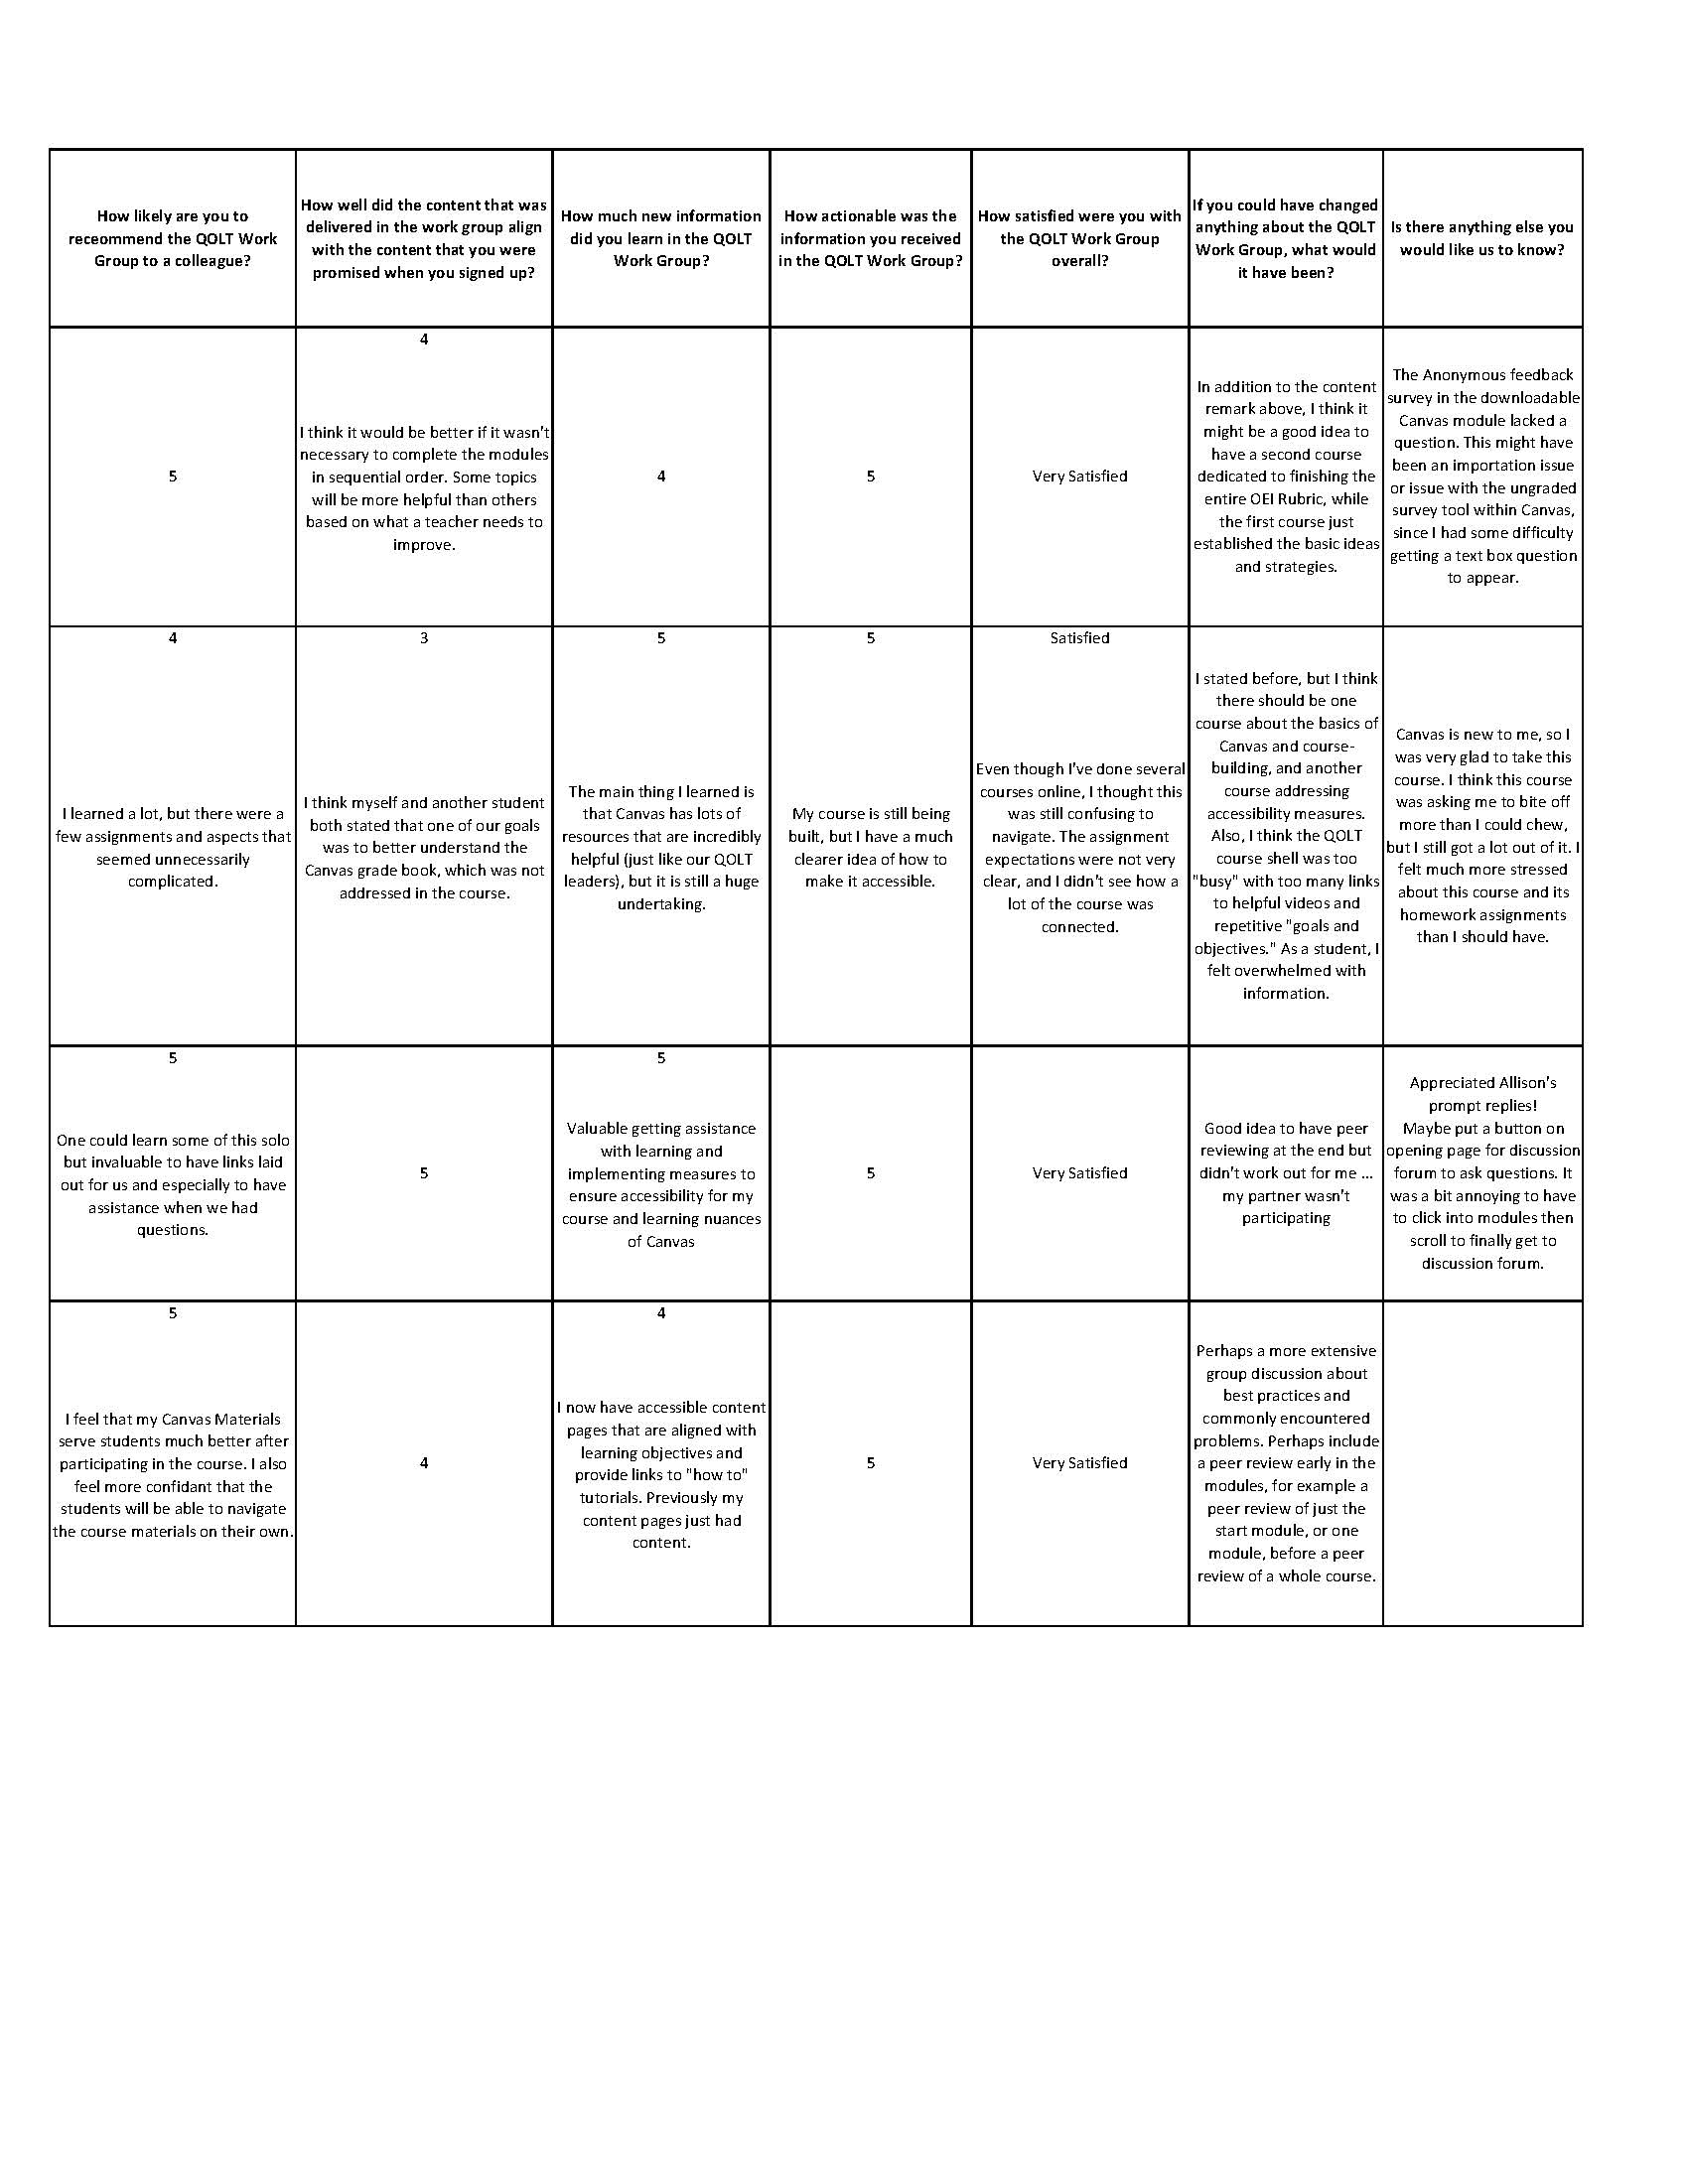 How likely are you to
receommend the QOLT Work
Group to a colleague?
How well did the content that was
delivered in the work group align
with the content that you were
promised when you signed up?
How much new information
did you learn in the QOLT
Work Group?
How actionable was the
information you received
in the QOLT Work Group?
How satisfied were you with
the QOLT Work Group
overall?
If you could have changed
anything about the QOLT
Work Group, what would
it have been?
Is there anything else you
would like us to know?
5
4
I think it would be better if it wasn't
necessary to complete the modules
in sequential order. Some topics
will be more helpful than others
based on what a teacher needs to
improve.
4
5
Very Satisfied
In addition to the content
remark above, I think it
might be a good idea to
have a second course
dedicated to finishing the
entire OEI Rubric, while
the first course just
established the basic ideas
and strategies.
The Anonymous feedback
survey in the downloadable
Canvas module lacked a
question. This might have
been an importation issue
or issue with the ungraded
survey tool within Canvas,
since I had some difficulty
getting a text box question
to appear.
4
I learned a lot, but there were a
few assignments and aspects that
seemed unnecessarily
complicated.
3
I think myself and another student
both stated that one of our goals
was to better understand the
Canvas grade book, which was not
addressed in the course.
5
The main thing I learned is
that Canvas has lots of
resources that are incredibly
helpful (just like our QOLT
leaders), but it is still a huge
undertaking.
5
My course is still being
built, but I have a much
clearer idea of how to
make it accessible.
Satisfied
Even though I've done several
courses online, I thought this
was still confusing to
navigate. The assignment
expectations were not very
clear, and I didn't see how a
lot of the course was
connected.
I stated before, but I think
there should be one
course about the basics of
Canvas and course-
building, and another
course addressing
accessibility measures.
Also, I think the QOLT
course shell was too
"busy" with too many links
to helpful videos and
repetitive "goals and
objectives." As a student, I
felt overwhelmed with
information.
Canvas is new to me, so I
was very glad to take this
course. I think this course
was asking me to bite off
more than I could chew,
but I still got a lot out of it. I
felt much more stressed
about this course and its
homework assignments
than I should have.
5
One could learn some of this solo
but invaluable to have links laid
out for us and especially to have
assistance when we had
questions.
5
5
Valuable getting assistance
with learning and
implementing measures to
ensure accessibility for my
course and learning nuances
of Canvas
5
Very Satisfied
Good idea to have peer
reviewing at the end but
didn't work out for me ...
my partner wasn't
participating
Appreciated Allison's
prompt replies!
Maybe put a button on
opening page for discussion
forum to ask questions. It
was a bit annoying to have
to click into modules then
scroll to finally get to
discussion forum.
5
I feel that my Canvas Materials
serve students much better after
participating in the course. I also
feel more confidant that the
students will be able to navigate
the course materials on their own.
4
4
I now have accessible content
pages that are aligned with
learning objectives and
provide links to "how to"
tutorials. Previously my
content pages just had
content.
5
Very Satisfied
Perhaps a more extensive
group discussion about
best practices and
commonly encountered
problems. Perhaps include
a peer review early in the
modules, for example a
peer review of just the
start module, or one
module, before a peer
review of a whole course.